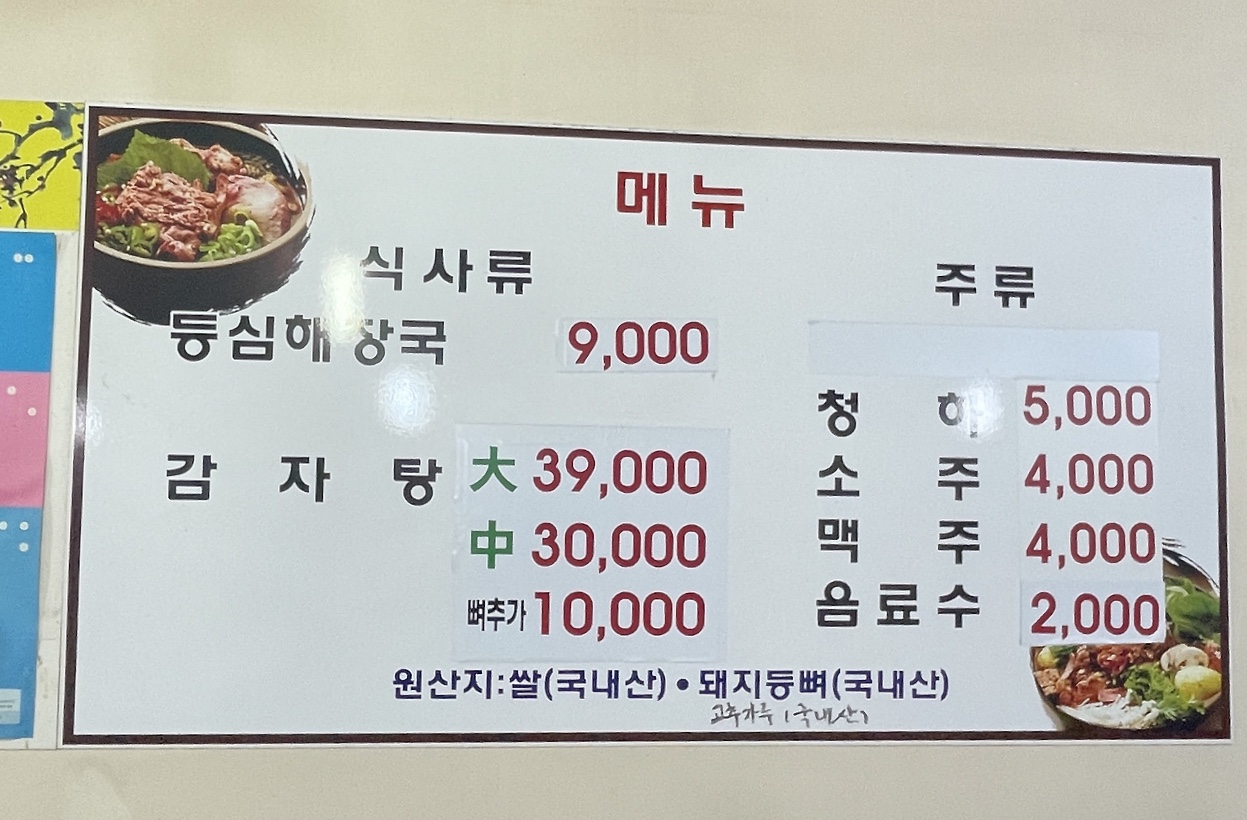 메뉴
식사류
등심해장국 9,000
감자탕 大 39,000
中 30,000
뼈추가 10,000
주류
청하 5,000
소주 4,000
맥주 4,000
음료수 2,000
원산지:쌀(국내산)•돼지등뼈(국내산)
고추가루 (국내산)